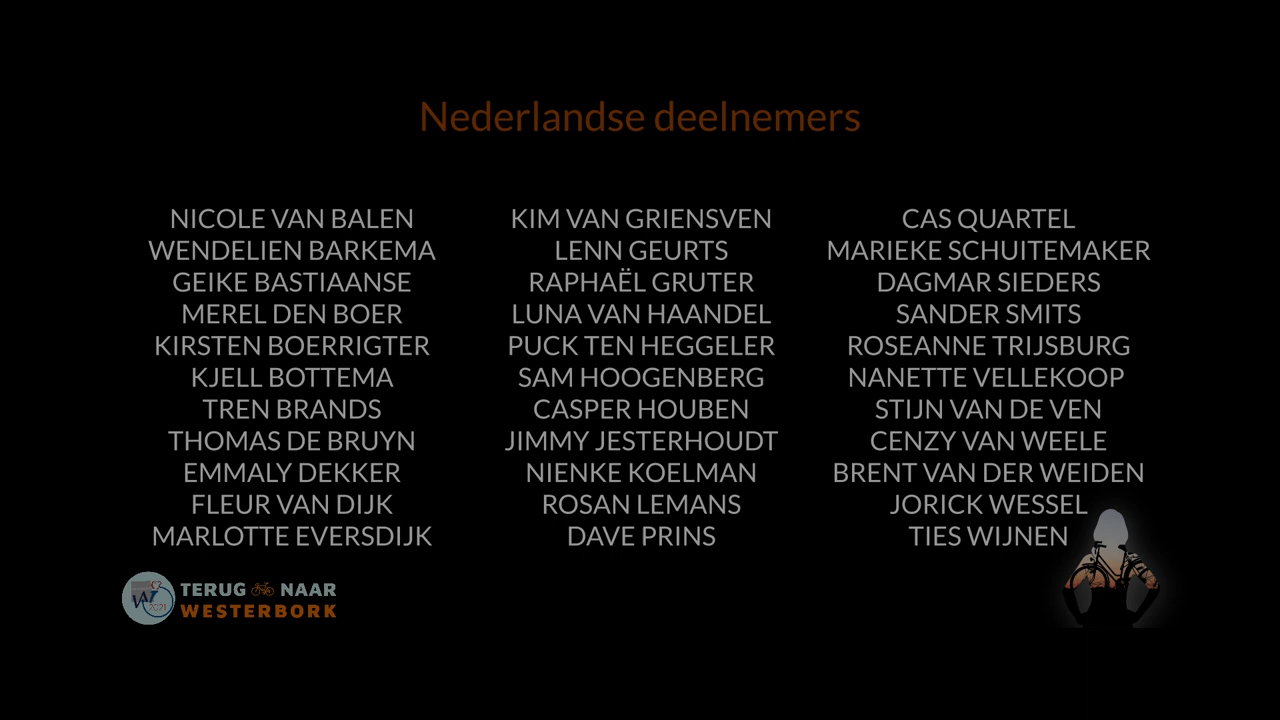 Nederlandse deelnemers
NICOLE VAN BALEN
WENDELIEN BARKEMA
GEIKE BASTIAANSE
MEREL DEN BOER
KIRSTEN BOERRIGTER
KJELL BOTTEMA
TREN BRANDS
THOMAS DE BRUYN
EMMALY DEKKER
FLEUR VAN DIJK
MARLOTTE EVERSDIJK
KIM VAN GRIENSVEN
LENN GEURTS
RAPHAËL GRUTER
LUNA VAN HAANDEL
PUCK TEN HEGGELER
SAM HOOGENBERG
CASPER HOUBEN
JIMMY JESTERHOUDT
NIENKE KOELMAN
ROSAN LEMANS
DAVE PRINS
CAS QUARTEL
MARIEKE SCHUITEMAKER
DAGMAR SIEDERS
SANDER SMITS
ROSEANNE TRIJSBURG
NANETTE VELLEKOOP
STIJN VAN DE VEN
CENZY VAN WEELE
BRENT VAN DER WEIDEN
JORICK WESSEL
TIES WIJNEN
TERUG NAAR
WESTERBORK
2021